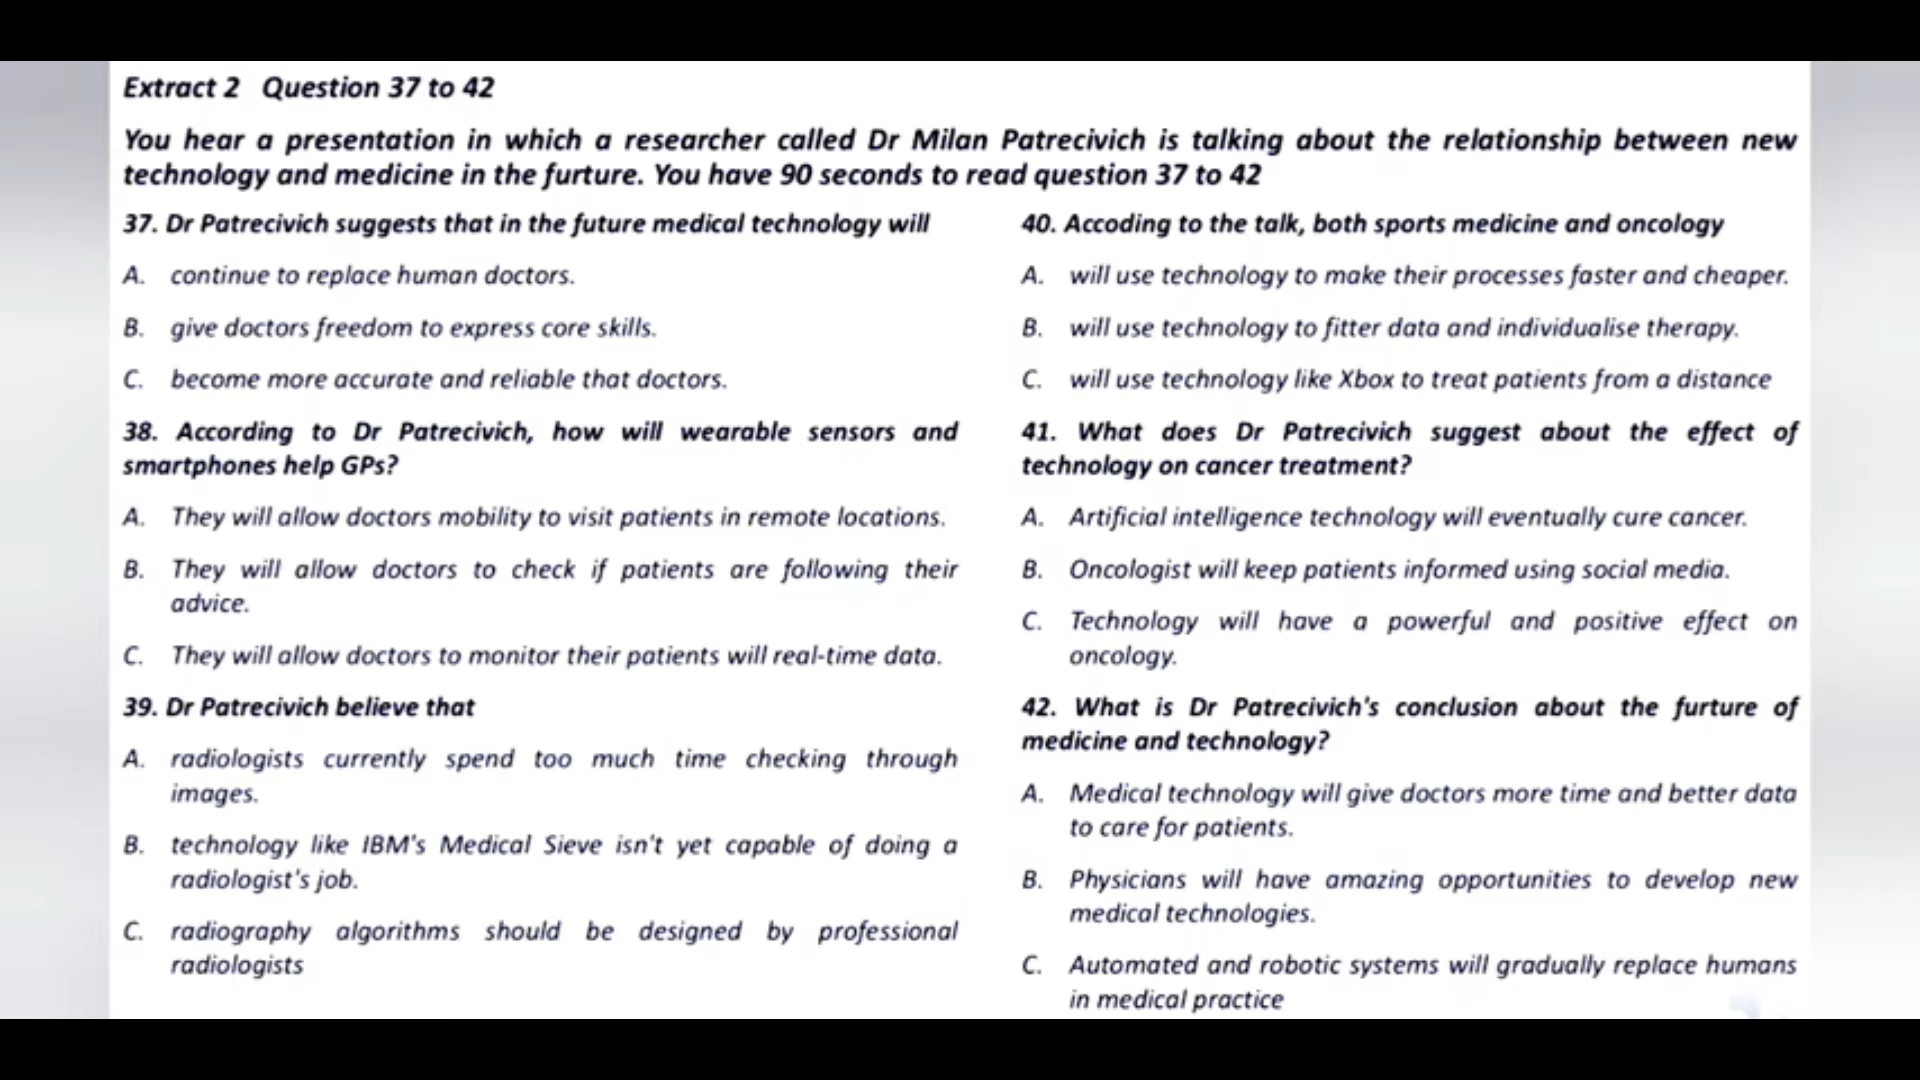 Extract 2 Question 37 to 42
You hear a presentation in which a researcher called Dr Milan Patrecivich is talking about the relationship between new
technology and medicine in the furture. You have 90 seconds to read question 37 to 42
37. Dr Patrecivich suggests that in the future medical technology will
A. continue to replace human doctors.
B. give doctors freedom to express core skills.
C. become more accurate and reliable that doctors.
38. According to Dr Patrecivich, how will wearable sensors and
smartphones help GPs?
A. They will allow doctors mobility to visit patients in remote locations.
B. They will allow doctors to check if patients are following their
advice.
C. They will allow doctors to monitor their patients will real-time data.
39. Dr Patrecivich believe that
A. radiologists currently spend too much time checking through
images.
B. technology like IBM's Medical Sieve isn't yet capable of doing a
radiologist's job.
C. radiography algorithms should be designed by professional
radiologists
40. Accoding to the talk, both sports medicine and oncology
A. will use technology to make their processes faster and cheaper.
B. will use technology to fitter data and individualise therapy.
C. will use technology like Xbox to treat patients from a distance
41. What does Dr Patrecivich suggest about the effect of
technology on cancer treatment?
A. Artificial intelligence technology will eventually cure cancer.
B. Oncologist will keep patients informed using social media.
C. Technology will have a powerful and positive effect on
oncology.
42. What is Dr Patrecivich's conclusion about the furture of
medicine and technology?
A. Medical technology will give doctors more time and better data
to care for patients.
B. Physicians will have amazing opportunities to develop new
medical technologies.
C. Automated and robotic systems will gradually replace humans
in medical practice